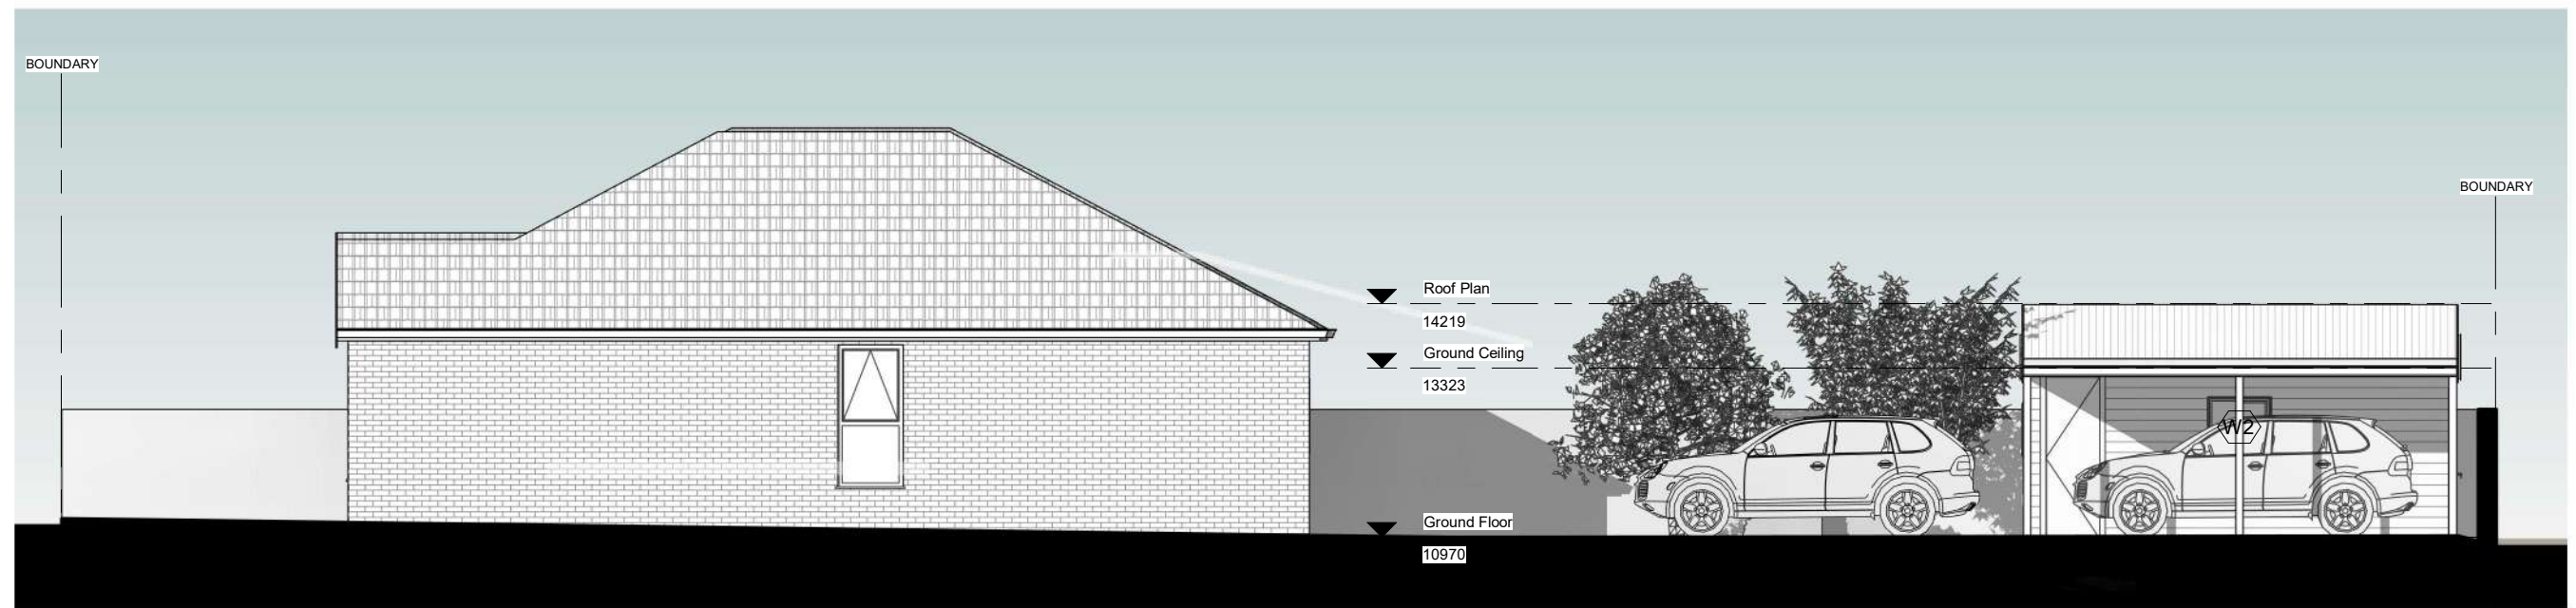 BOUNDARY
BOUNDARY
Roof Plan
14219
Ground Ceiling
13323
W2
Ground Floor
10970